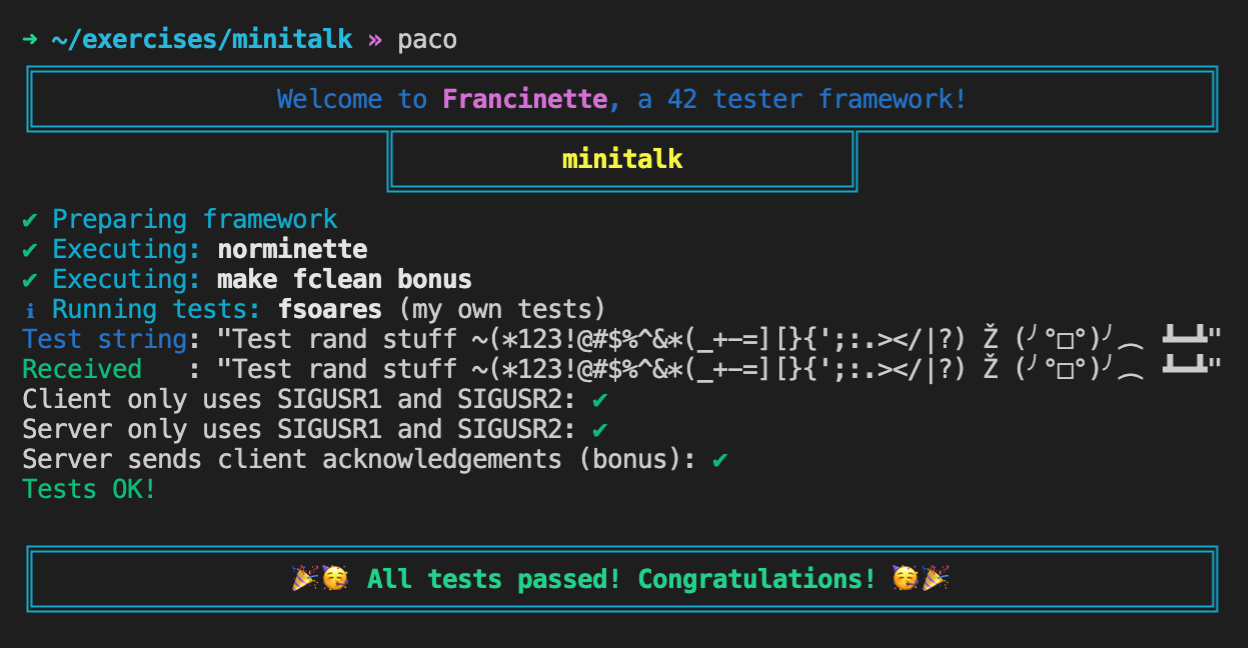 ➜ ~/exercises/minitalk » paco
Welcome to Francinette, a 42 tester framework!
minitalk
✔ Preparing framework
✔ Executing: norminette
✔ Executing: make fclean bonus
ℹ Running tests: fsoares (my own tests)
Test string: "Test rand stuff ~(*123!@#$%^&*(_+-=][}{';:.></|?) Ž (╯°□°)╯︵ ┻━┻"
Received   : "Test rand stuff ~(*123!@#$%^&*(_+-=][}{';:.></|?) Ž (╯°□°)╯︵ ┻━┻"
Client only uses SIGUSR1 and SIGUSR2: ✔
Server only uses SIGUSR1 and SIGUSR2: ✔
Server sends client acknowledgements (bonus): ✔
Tests OK!
🎉🥳 All tests passed! Congratulations! 🥳🎉